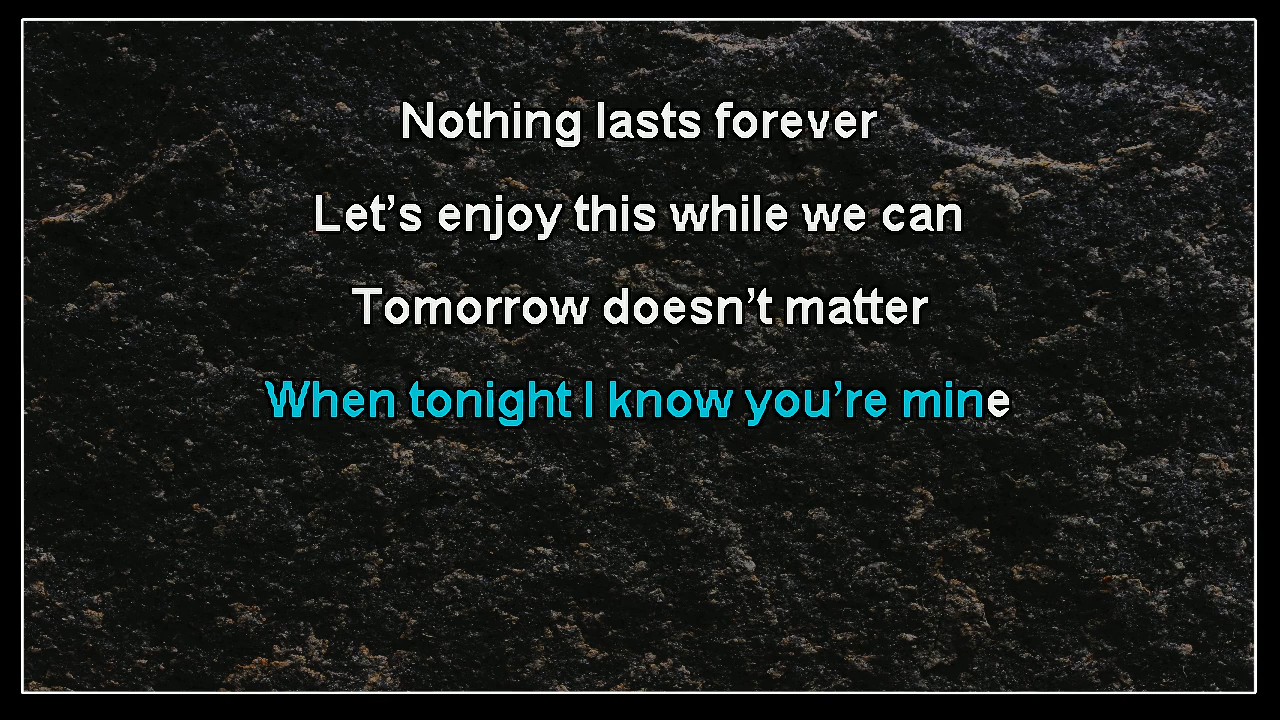 Nothing lasts forever
Let’s enjoy this while we can
Tomorrow doesn’t matter
When tonight I know you’re mine